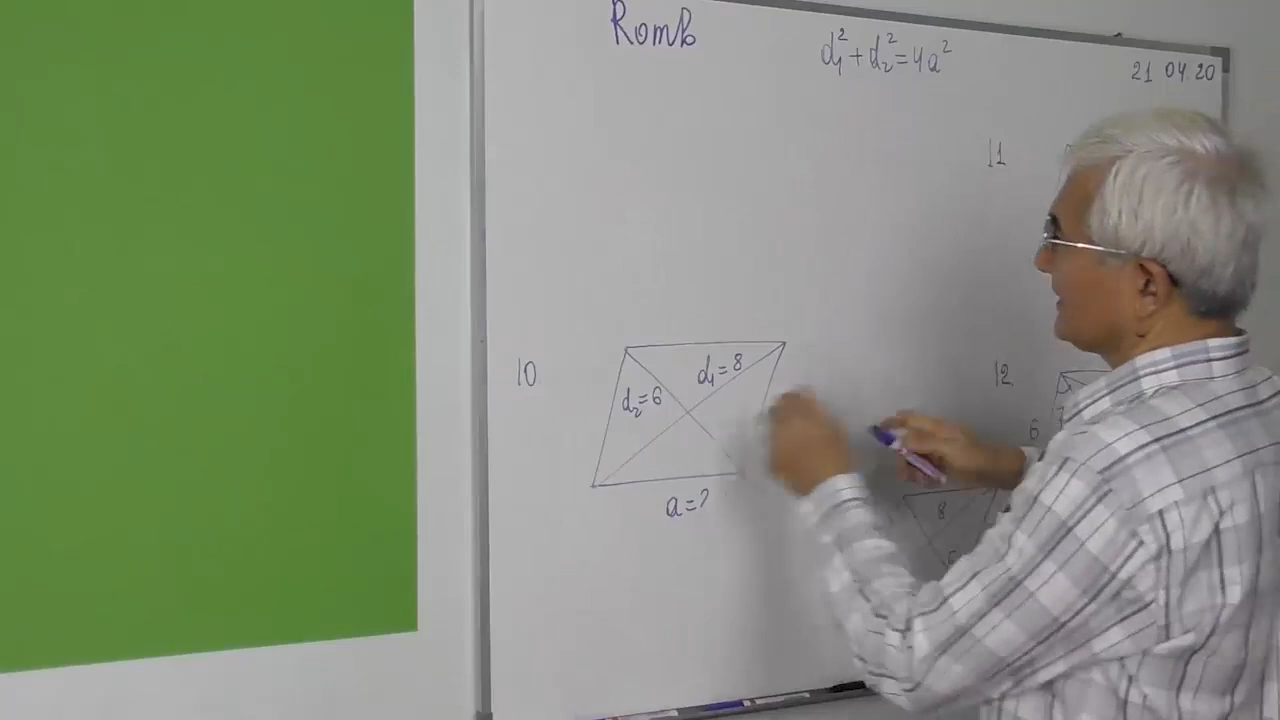 Romb
d₁² + d₂² = 4a²
21 04 20
11
10
d₁ = 8
d₂ = 6
12
6
a = ?
8